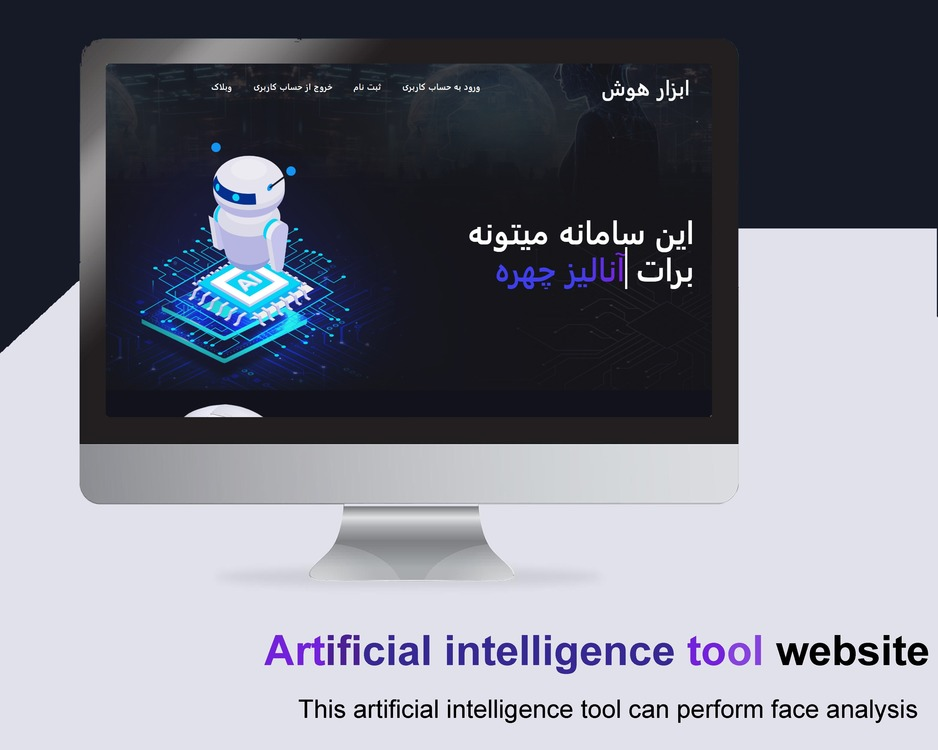 ابزار هوش
ورود به حساب کاربری
ثبت نام
خروج از حساب کاربری
وبلاگ
این سامانه میتونه
برات آنالیز چهره
AI
Artificial intelligence tool website
This artificial intelligence tool can perform face analysis